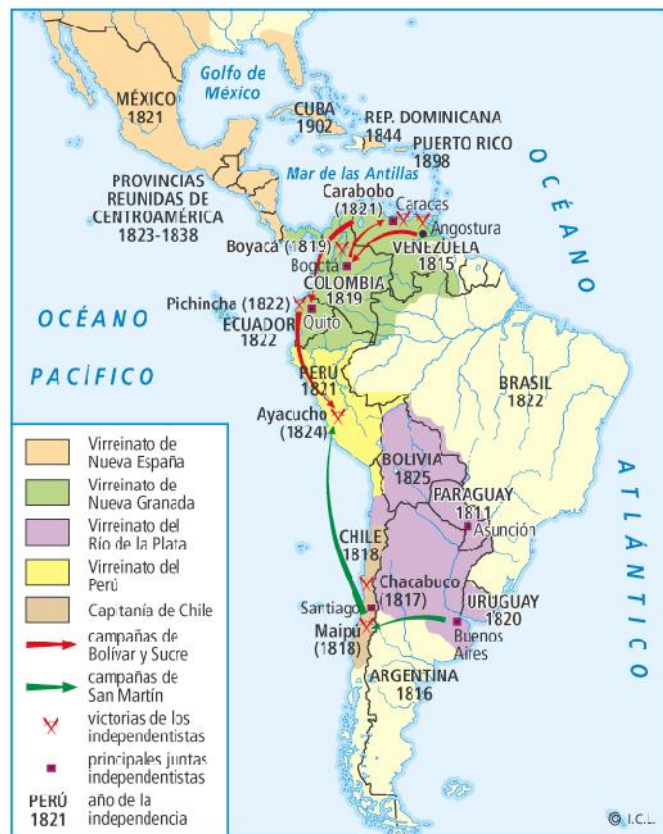 Golfo de
México
MÉXICO
1821
CUBA
1902
REP. DOMINICANA
1844
PUERTO RICO
1898
OCÉANO
ATLÁNTICO
Mar de las Antillas
PROVINCIAS
REUNIDAS DE
CENTROAMÉRICA
1823-1838
Carabobo
(1821)
Caracas
Angostura
VENEZUELA
1815
Boyacá (1819)
Bogotá
COLOMBIA
1819
Pichincha (1822)
Quito
ECUADOR
1822
OCÉANO
PACÍFICO
PERÚ
1821
BRASIL
1822
Ayacucho
(1824)
BOLIVIA
1825
PARAGUAY
1811
Asunción
CHILE
1818
Chacabuco
(1817)
Santiago
Maipú
(1818)
URUGUAY
1820
Buenos
Aires
ARGENTINA
1816
Virreinato de
Nueva España
Virreinato de
Nueva Granada
Virreinato del
Río de la Plata
Virreinato del
Perú
Capitanía de Chile
campañas de
Bolívar y Sucre
campañas de
San Martín
victorias de los
independentistas
principales juntas
independentistas
PERÚ
1821
año de la
independencia
© I.C.L.